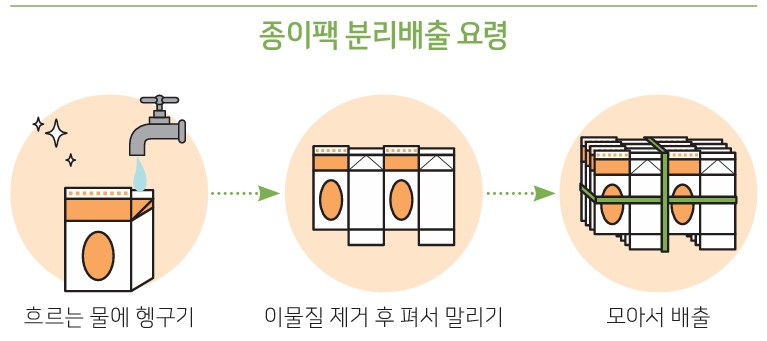 종이팩 분리배출 요령
흐르는 물에 헹구기
이물질 제거 후 펴서 말리기
모아서 배출